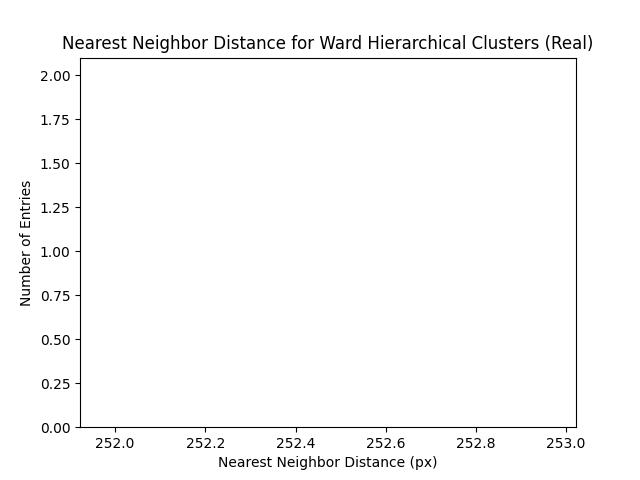 Nearest Neighbor Distance for Ward Hierarchical Clusters (Real)
2.00
1.75
1.50
1.25
1.00
0.75
0.50
0.25
0.00
Number of Entries
252.0 252.2 252.4 252.6 252.8 253.0
Nearest Neighbor Distance (px)